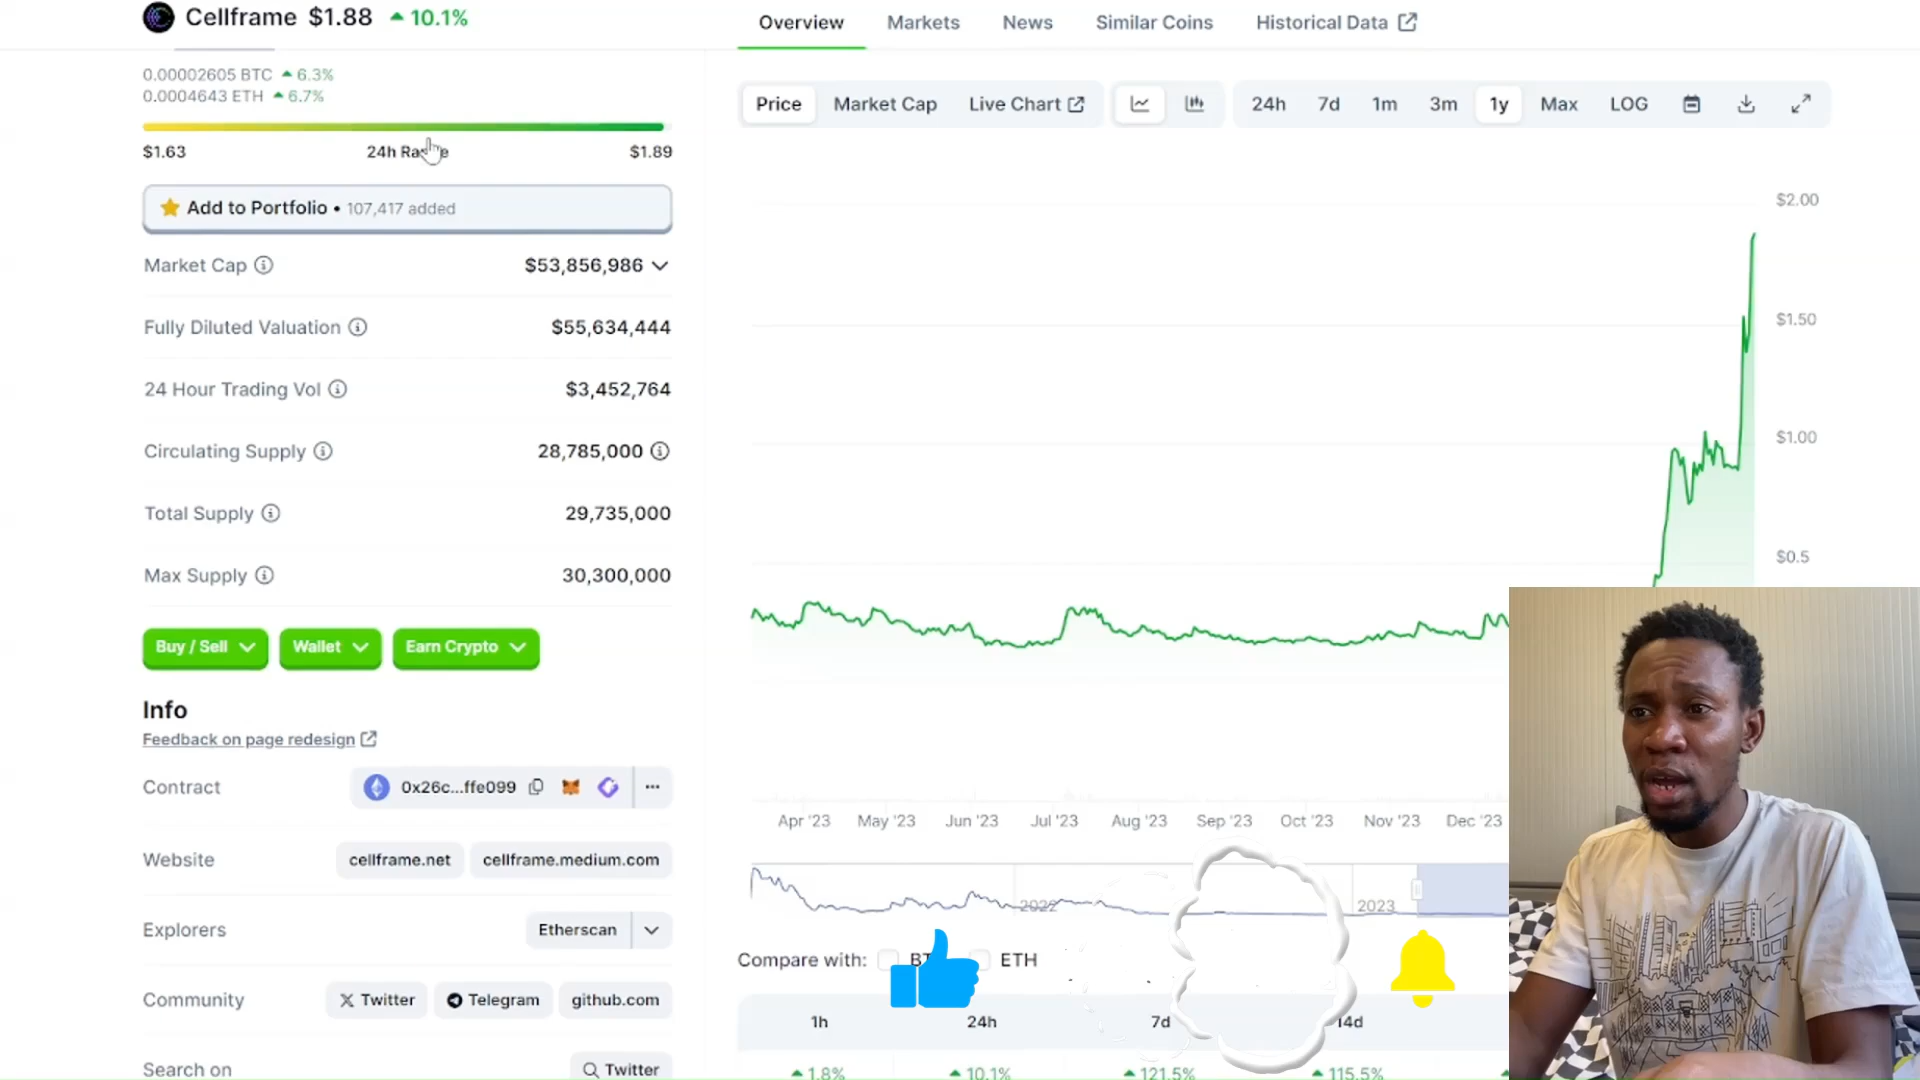 Cellframe $1.88 10.1%
Overview Markets News Similar Coins Historical Data
0.00002605 BTC 6.3%
0.0004643 ETH 6.7%
$1.63 24h $1.89
Add to Portfolio • 107,417 added
Market Cap $53,856,986
Fully Diluted Valuation $55,634,444
24 Hour Trading Vol $3,452,764
Circulating Supply 28,785,000
Total Supply 29,735,000
Max Supply 30,300,000
Buy / Sell Wallet Earn Crypto
Info
Feedback on page redesign
Contract 0x26c...ffe099
Website cellframe.net cellframe.medium.com
Explorers Etherscan
Community Twitter Telegram github.com
Search on Twitter
Price Market Cap Live Chart 24h 7d 1m 3m 1y Max LOG
$2.00
$1.50
$1.00
$0.5
Apr '23 May '23 Jun '23 Jul '23 Aug '23 Sep '23 Oct '23 Nov '23 Dec '23
2022 2023
Compare with: ETH
1h 24h 7d 14d
1.8% 10.1% 121.5% 115.5%